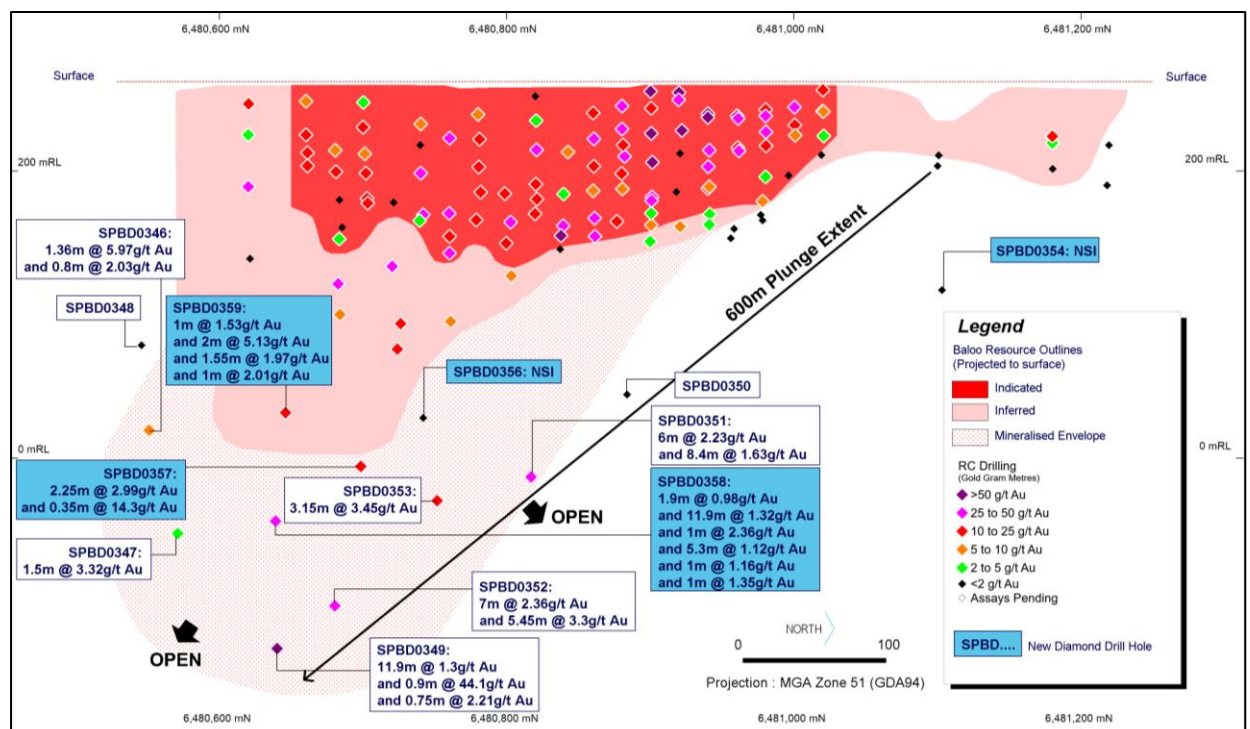 6,480,600 mN
6,480,800 mN
6,481,000 mN
6,481,200 mN
Surface
Surface
200 mRL
200 mRL
SPBD0346:
1.36m @ 5.97g/t Au
and 0.8m @ 2.03g/t Au
SPBD0348
SPBD0359:
1m @ 1.53g/t Au
and 2m @ 5.13g/t Au
and 1.55m @ 1.97g/t Au
and 1m @ 2.01g/t Au
SPBD0356: NSI
600m Plunge Extent
SPBD0354: NSI
SPBD0350
SPBD0351:
6m @ 2.23g/t Au
and 8.4m @ 1.63g/t Au
0 mRL
0 mRL
SPBD0357:
2.25m @ 2.99g/t Au
and 0.35m @ 14.3g/t Au
SPBD0353:
3.15m @ 3.45g/t Au
OPEN
SPBD0358:
1.9m @ 0.98g/t Au
and 11.9m @ 1.32g/t Au
and 1m @ 2.36g/t Au
and 5.3m @ 1.12g/t Au
and 1m @ 1.16g/t Au
and 1m @ 1.35g/t Au
SPBD0347:
1.5m @ 3.32g/t Au
SPBD0352:
7m @ 2.36g/t Au
and 5.45m @ 3.3g/t Au
OPEN
SPBD0349:
11.9m @ 1.3g/t Au
and 0.9m @ 44.1g/t Au
and 0.75m @ 2.21g/t Au
NORTH
0
100
Projection : MGA Zone 51 (GDA94)
Legend
Baloo Resource Outlines
(Projected to surface)
Indicated
Inferred
Mineralised Envelope
RC Drilling
(Gold Gram Metres)
>50 g/t Au
25 to 50 g/t Au
10 to 25 g/t Au
5 to 10 g/t Au
2 to 5 g/t Au
<2 g/t Au
Assays Pending
SPBD.... New Diamond Drill Hole
6,480,600 mN
6,480,800 mN
6,481,000 mN
6,481,200 mN